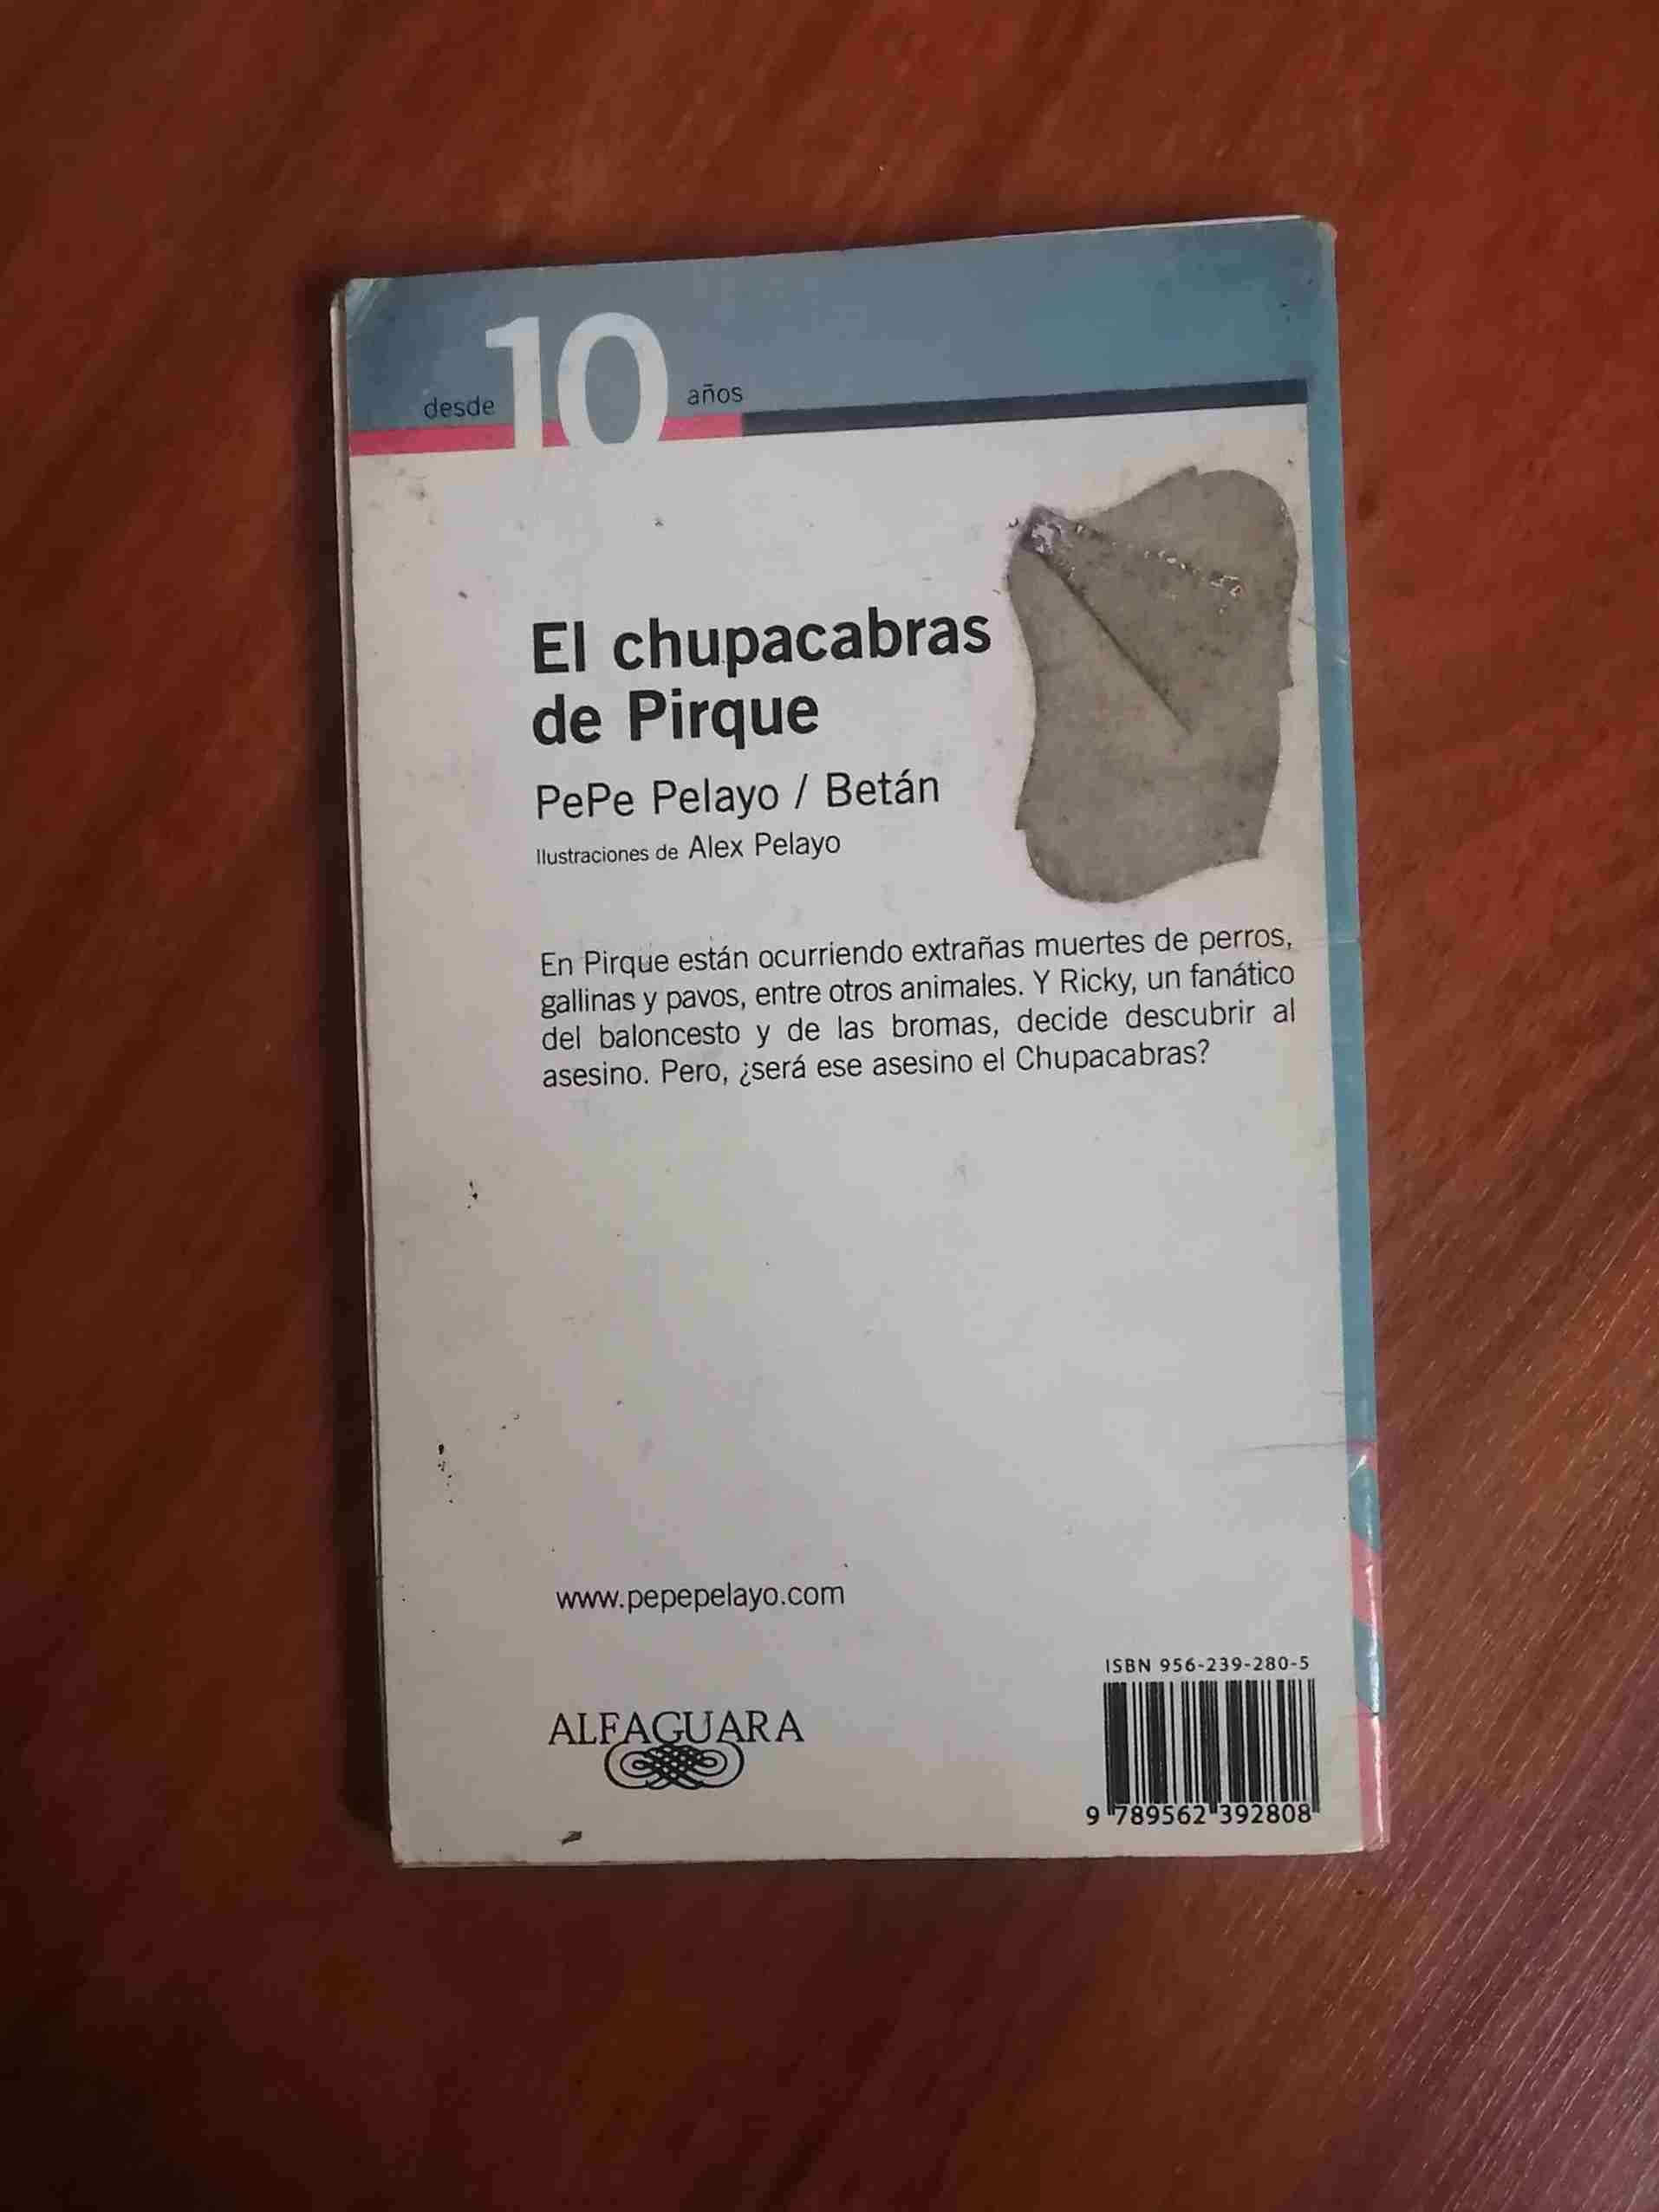 desde 10 años
El chupacabras
de Pirque
PePe Pelayo / Betán
Ilustraciones de Alex Pelayo
En Pirque están ocurriendo extrañas muertes de perros,
gallinas y pavos, entre otros animales. Y Ricky, un fanático
del baloncesto y de las bromas, decide descubrir al
asesino. Pero, ¿será ese asesino el Chupacabras?
www.pepepelayo.com
ISBN 956-239-280-5
ALFAGUARA
9 789562 392808